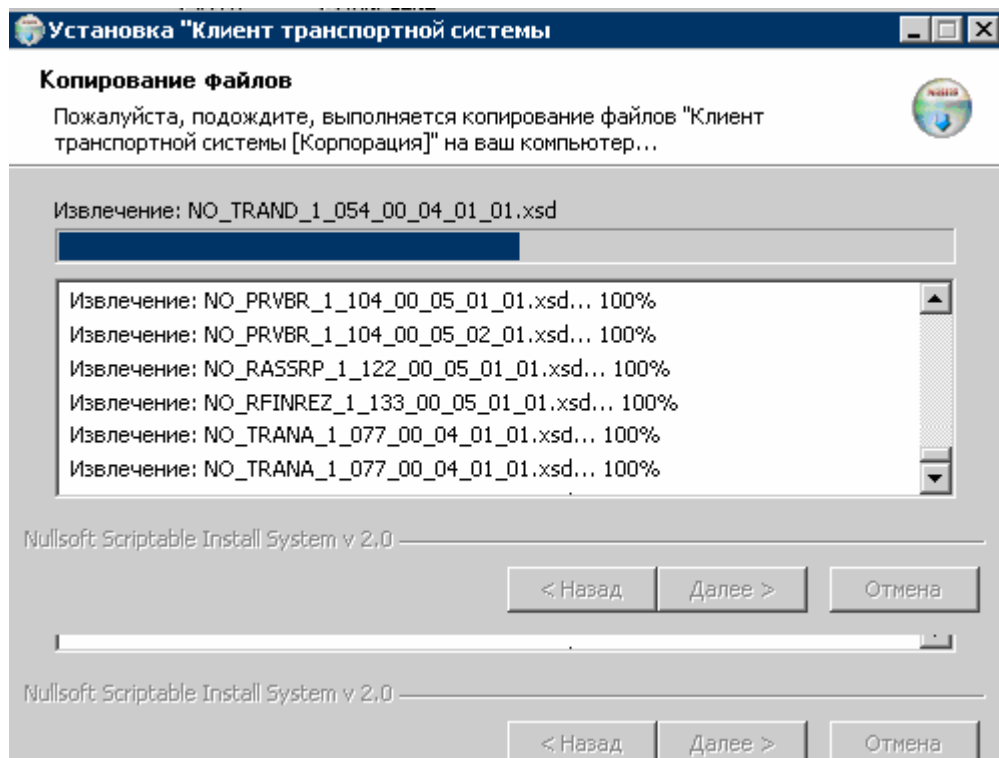 Установка "Клиент транспортной системы
Копирование файлов
Пожалуйста, подождите, выполняется копирование файлов "Клиент
транспортной системы [Корпорация]" на ваш компьютер...
Извлечение: NO_TRAND_1_054_00_04_01_01.xsd
Извлечение: NO_PRVBR_1_104_00_05_01_01.xsd... 100%
Извлечение: NO_PRVBR_1_104_00_05_02_01.xsd... 100%
Извлечение: NO_RASSRP_1_122_00_05_01_01.xsd... 100%
Извлечение: NO_RFINREZ_1_133_00_05_01_01.xsd... 100%
Извлечение: NO_TRANA_1_077_00_04_01_01.xsd... 100%
Извлечение: NO_TRANA_1_077_00_04_01_01.xsd... 100%
Nullsoft Scriptable Install System v 2.0
< Назад Далее > Отмена
Nullsoft Scriptable Install System v 2.0
< Назад Далее > Отмена